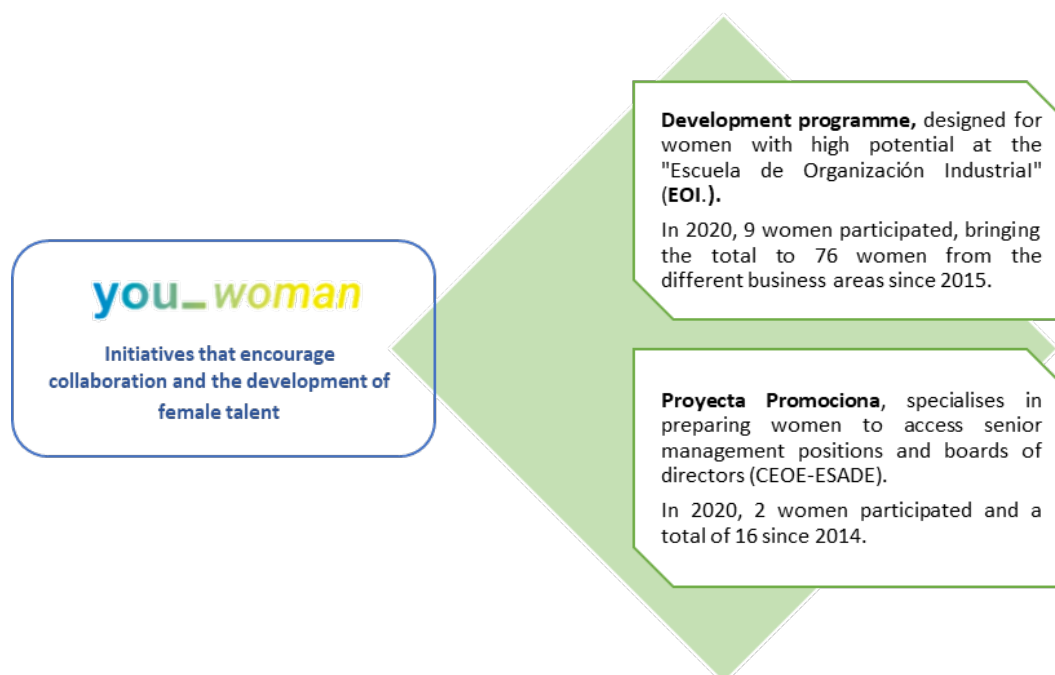 you_woman
Initiatives that encourage
collaboration and the development of
female talent
Development programme, designed for
women with high potential at the
"Escuela de Organización Industrial"
(EOI.).
In 2020, 9 women participated, bringing
the total to 76 women from the
different business areas since 2015.
Proyecta Promociona, specialises in
preparing women to access senior
management positions and boards of
directors (CEOE-ESADE).
In 2020, 2 women participated and a
total of 16 since 2014.